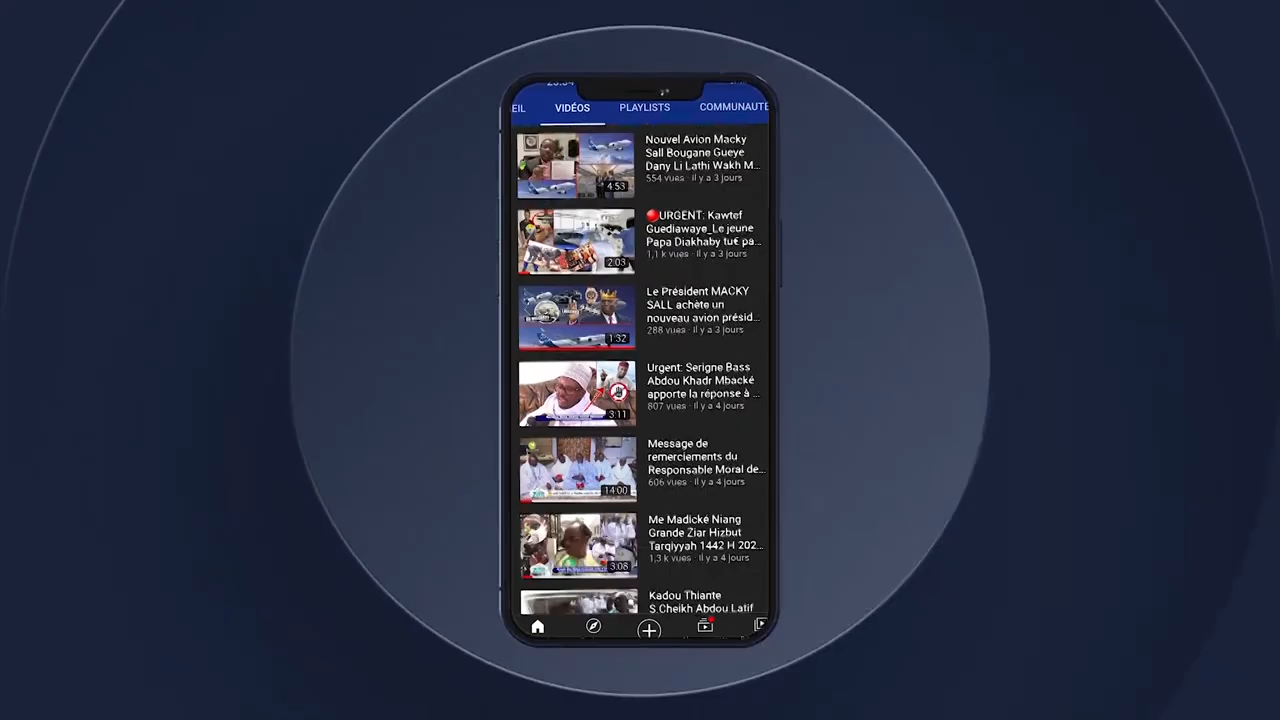 EIL VIDÉOS PLAYLISTS COMMUNAUTÉ
Nouvel Avion Macky
Sall Bougane Gueye
Dany Li Lathi Wakh M...
554 vues · Il y a 3 jours
4:53
URGENT: Kawtef
Guediawaye_Le jeune
Papa Diakhaby tu€ pa...
1,1 k vues · Il y a 3 jours
2:03
Le Président MACKY
SALL achète un
nouveau avion présid...
288 vues · Il y a 3 jours
1:32
Urgent: Serigne Bass
Abdou Khadr Mbacké
apporte la réponse à ...
807 vues · Il y a 4 jours
3:11
Message de
remerciements du
Responsable Moral de...
606 vues · Il y a 4 jours
14:00
Me Madické Niang
Grande Ziar Hizbut
Tarqiyyah 1442 H 202...
1,3 k vues · Il y a 4 jours
3:08
Kadou Thiante
S.Cheikh Abdou Latif